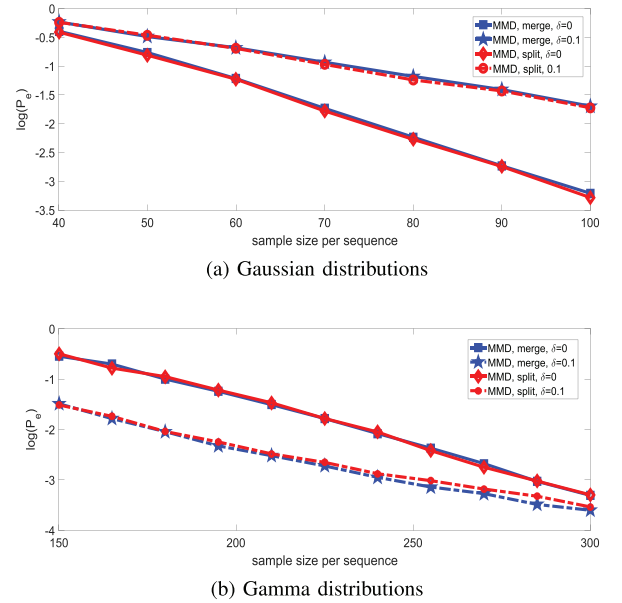 0
-0.5
-1
-1.5
-2
-2.5
-3
-3.5
log(Pₑ)
MMD, merge, δ=0
MMD, merge, δ=0.1
MMD, split, δ=0
MMD, split, 0.1
40 50 60 70 80 90 100
sample size per sequence
(a) Gaussian distributions
0
-1
-2
-3
-4
log(Pₑ)
MMD, merge, δ=0
MMD, merge, δ=0.1
MMD, split, δ=0
MMD, split, δ=0.1
150 200 250 300
sample size per sequence
(b) Gamma distributions